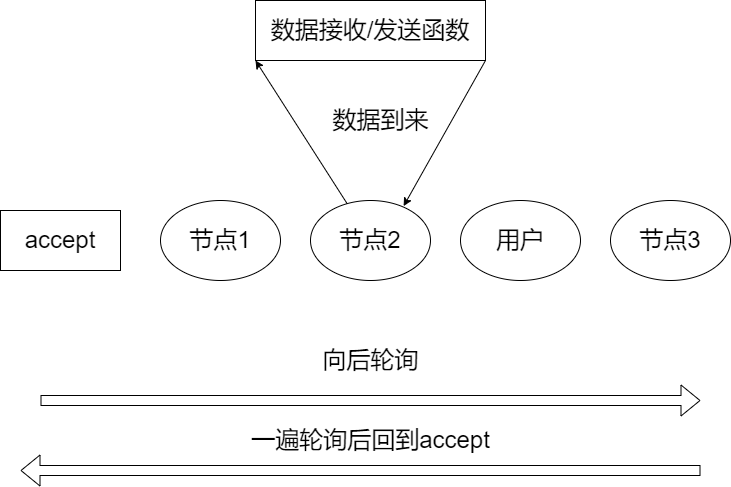 数据接收/发送函数
数据到来
accept
节点1
节点2
用户
节点3
向后轮询
一遍轮询后回到accept